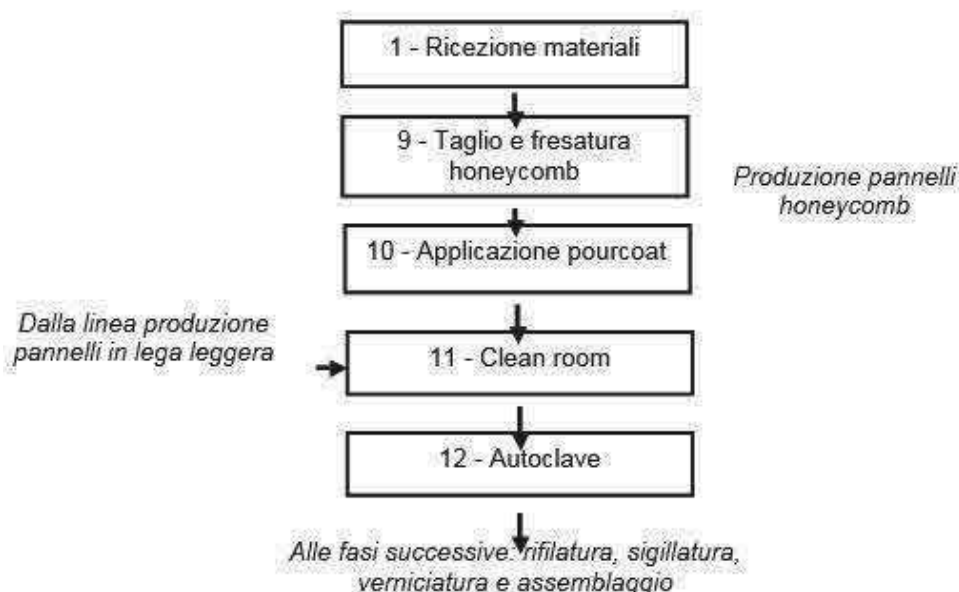 1 - Ricezione materiali
9 - Taglio e fresatura
honeycomb
Produzione pannelli
honeycomb
10 - Applicazione pourcoat
Dalla linea produzione
pannelli in lega leggera
11 - Clean room
12 - Autoclave
Alle fasi successive: rifilatura, sigillatura,
verniciatura e assemblaggio